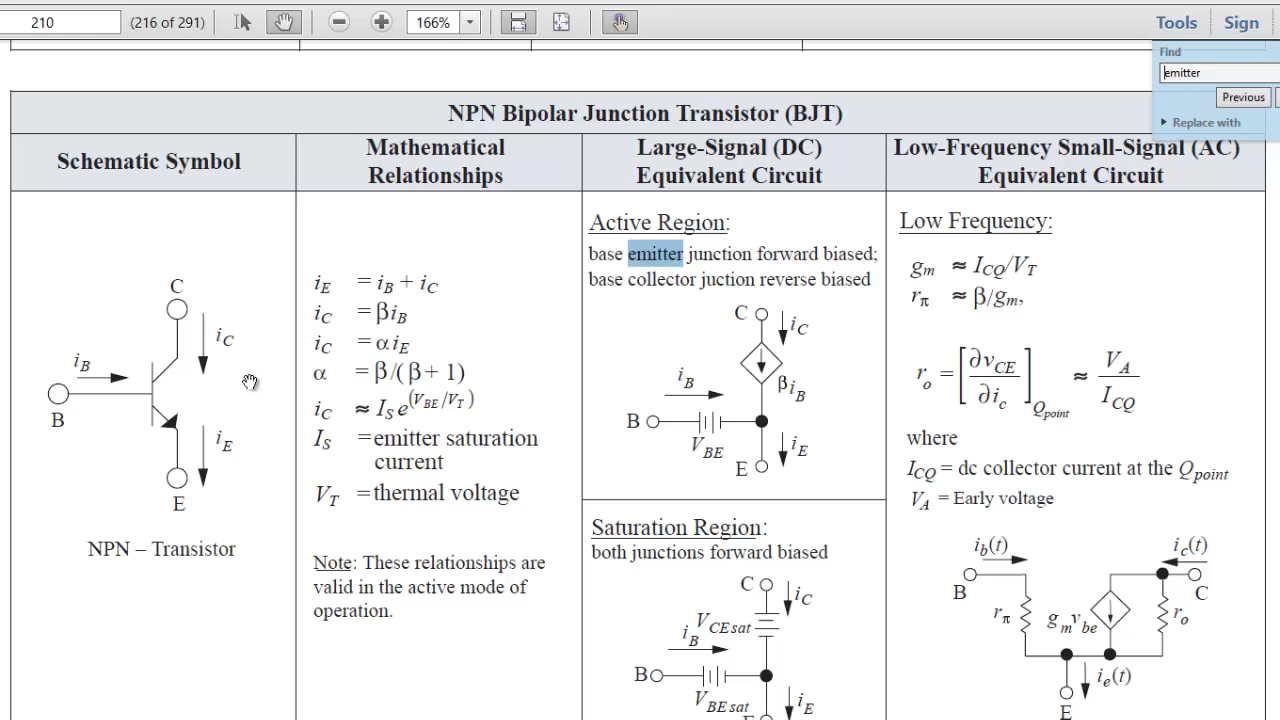 210
(216 of 291)
166%
Tools
Sign
Find
emitter
Previous
Replace with
NPN Bipolar Junction Transistor (BJT)
Schematic Symbol
Mathematical
Relationships
Large-Signal (DC)
Equivalent Circuit
Low-Frequency Small-Signal (AC)
Equivalent Circuit
C
iC
iB
B
iE
E
NPN – Transistor
iE = iB + iC
iC = βiB
iC = αiE
α = β/(β + 1)
iC ≈ IS e^(VBE/VT)
IS =emitter saturation
current
VT =thermal voltage
Note: These relationships are
valid in the active mode of
operation.
Active Region:
base emitter junction forward biased;
base collector juction reverse biased
C
iC
iB
βiB
B
VBE
iE
E
Saturation Region:
both junctions forward biased
C
iC
VCEsat
iB
B
VBEsat
iE
Low Frequency:
gm ≈ ICQ/VT
rπ ≈ β/gm,
ro = [∂vCE/∂ic]Qpoint ≈ VA/ICQ
where
ICQ = dc collector current at the Qpoint
VA = Early voltage
ib(t)
ic(t)
B
C
rπ
gmvbe
ro
ie(t)
E